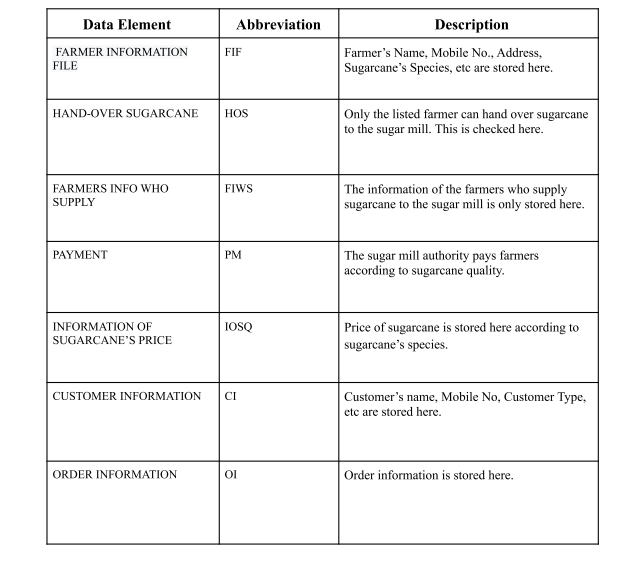 Data Element Abbreviation Description
FARMER INFORMATION FIF Farmer’s Name, Mobile No., Address,
FILE Sugarcane’s Species, etc are stored here.
HAND-OVER SUGARCANE HOS Only the listed farmer can hand over sugarcane
to the sugar mill. This is checked here.
FARMERS INFO WHO FIWS The information of the farmers who supply
SUPPLY sugarcane to the sugar mill is only stored here.
PAYMENT PM The sugar mill authority pays farmers
according to sugarcane quality.
INFORMATION OF IOSQ Price of sugarcane is stored here according to
SUGARCANE’S PRICE sugarcane’s species.
CUSTOMER INFORMATION CI Customer’s name, Mobile No, Customer Type,
etc are stored here.
ORDER INFORMATION OI Order information is stored here.